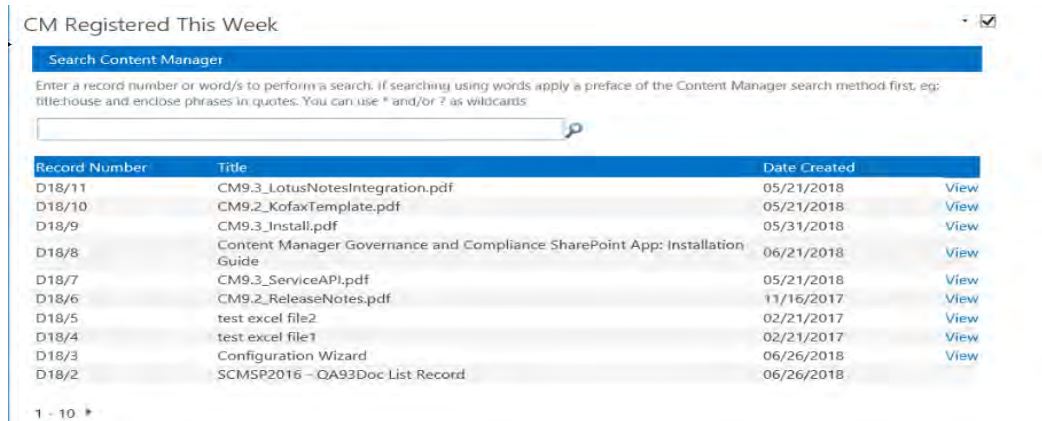 CM Registered This Week
Search Content Manager
Enter a record number or word/s to perform a search. If searching using words apply a preface of the Content Manager search method first, eg:
title:house and enclose phrases in quotes. You can use * and/or ? as wildcards
Record Number Title Date Created
D18/11 CM9.3_LotusNotesIntegration.pdf 05/21/2018 View
D18/10 CM9.2_KofaxTemplate.pdf 05/21/2018 View
D18/9 CM9.3_Install.pdf 05/31/2018 View
D18/8 Content Manager Governance and Compliance SharePoint App: Installation Guide 06/21/2018 View
D18/7 CM9.3_ServiceAPI.pdf 05/21/2018 View
D18/6 CM9.2_ReleaseNotes.pdf 11/16/2017 View
D18/5 test excel file2 02/21/2017 View
D18/4 test excel file1 02/21/2017 View
D18/3 Configuration Wizard 06/26/2018 View
D18/2 SCMSP2016 – QA93Doc List Record 06/26/2018
1 - 10